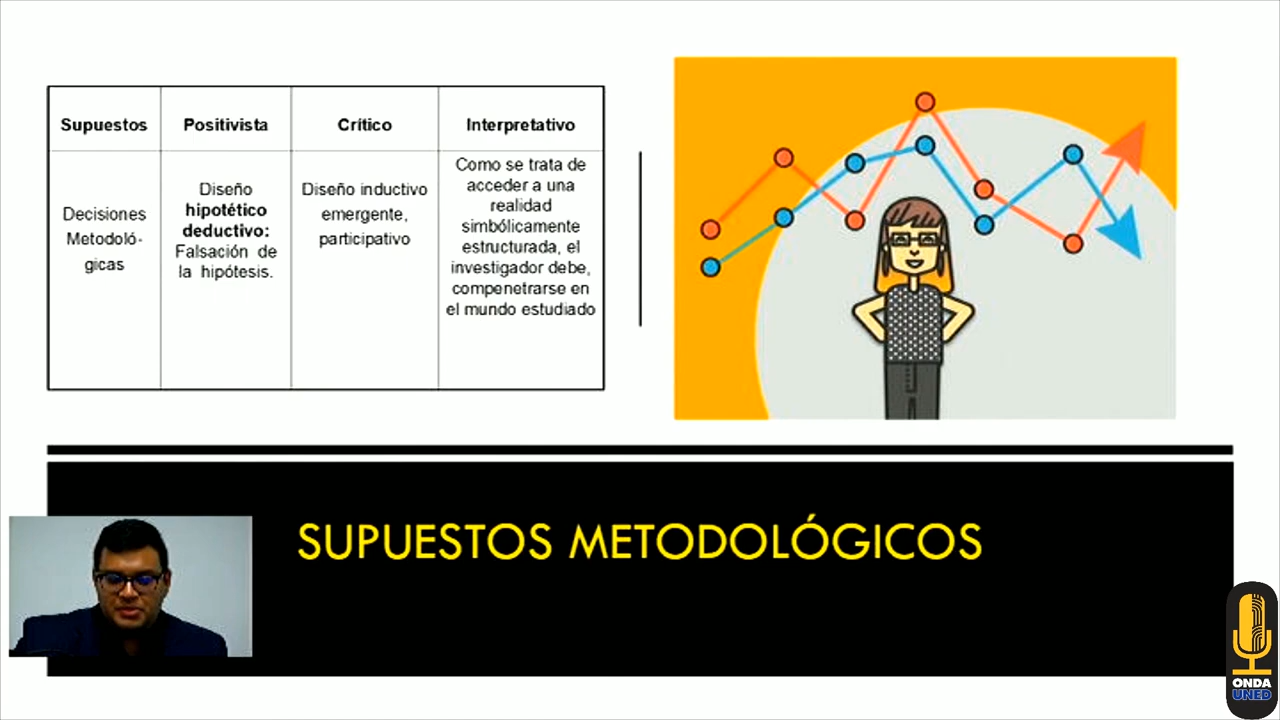 Supuestos
Positivista
Crítico
Interpretativo
Decisiones
Metodoló-
gicas
Diseño
hipotético
deductivo:
Falsación de
la hipótesis.
Diseño inductivo
emergente,
participativo
Como se trata de
acceder a una
realidad
simbólicamente
estructurada, el
investigador debe,
compenetrarse en
el mundo estudiado
SUPUESTOS METODOLÓGICOS
ONDA
UNED